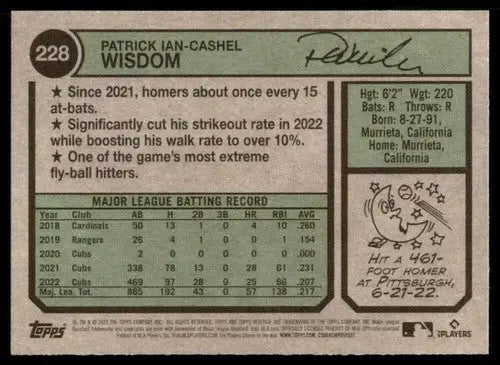 228
PATRICK IAN-CASHEL
WISDOM
★ Since 2021, homers about once every 15
at-bats.
★ Significantly cut his strikeout rate in 2022
while boosting his walk rate to over 10%.
★ One of the game's most extreme
fly-ball hitters.
Hgt: 6'2" Wgt: 220
Bats: R Throws: R
Born: 8-27-91,
Murrieta, California
Home: Murrieta,
California
MAJOR LEAGUE BATTING RECORD
Year Club AB H 2B 3B HR RBI AVG
2018 Cardinals 50 13 1 0 4 10 .260
2019 Rangers 26 4 1 0 - 1 .154
2020 Cubs 2 - 0 0 - - .000
2021 Cubs 338 78 13 0 28 61 .231
2022 Cubs 469 97 28 0 25 66 .207
Maj. Lea. Tot. 885 192 43 0 57 138 .217
HIT A 461-
FOOT HOMER AT
PITTSBURGH,
6-21-22.
Topps
MLB
PLAYERS